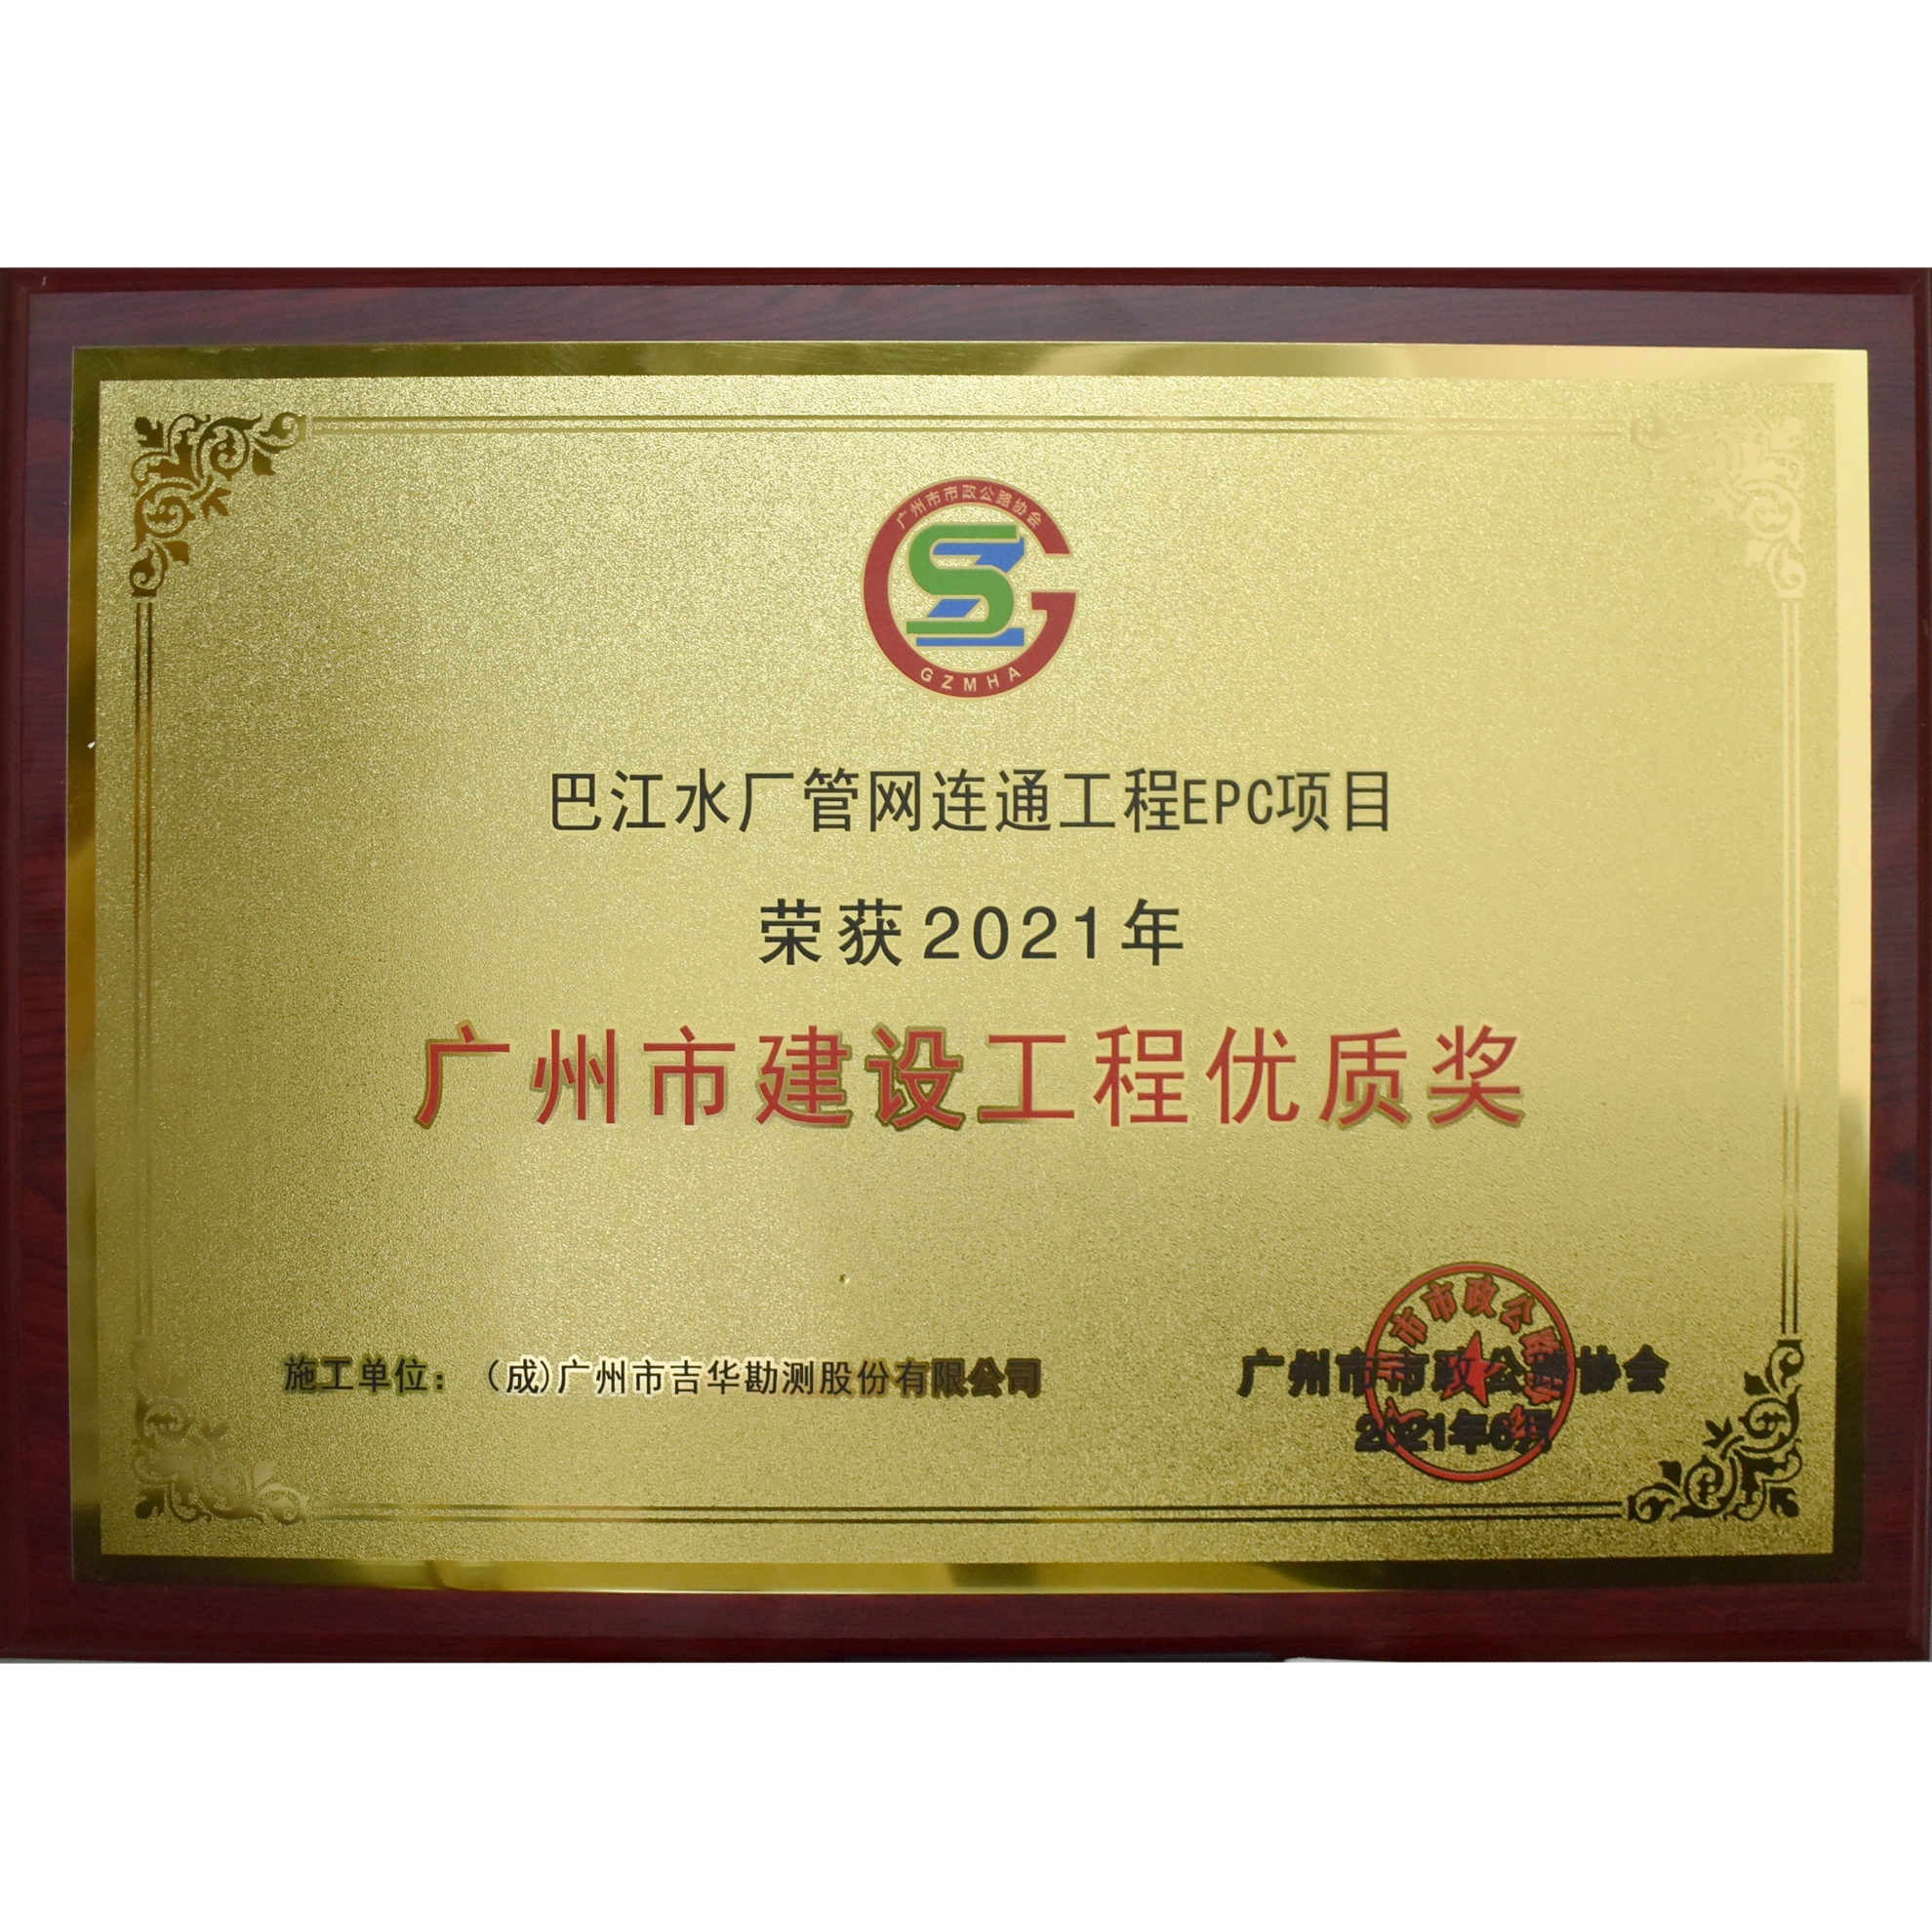 广州市市政公路协会
GZMHA
巴江水厂管网连通工程EPC项目
荣获2021年
广州市建设工程优质奖
施工单位：（成)广州市吉华勘测股份有限公司
广州市市政公路协会
2021年6月